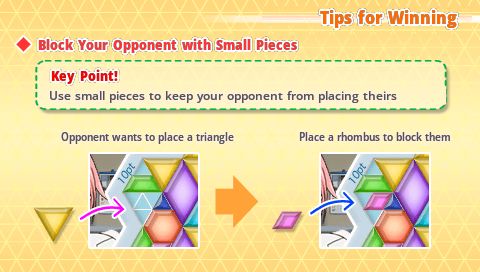 Tips for Winning
Block Your Opponent with Small Pieces
Key Point!
Use small pieces to keep your opponent from placing theirs
Opponent wants to place a triangle
Place a rhombus to block them
10pt
10pt